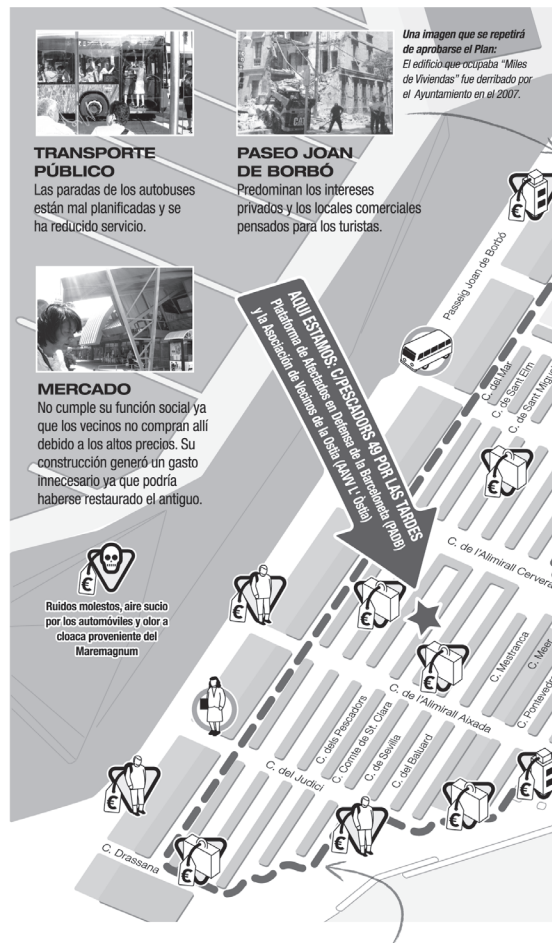 Una imagen que se repetirá
de aprobarse el Plan:
El edificio que ocupaba “Miles
de Viviendas” fue derribado por
el Ayuntamiento en el 2007.
TRANSPORTE
PÚBLICO
Las paradas de los autobuses
están mal planificadas y se
ha reducido servicio.
PASEO JOAN
DE BORBÓ
Predominan los intereses
privados y los locales comerciales
pensados para los turistas.
MERCADO
No cumple su función social ya
que los vecinos no compran allí
debido a los altos precios. Su
construcción generó un gasto
innecesario ya que podría
haberse restaurado el antiguo.
AQUI ESTAMOS: C/PESCADORS 49 POR LAS TARDES
Plataforma de Afectados en Defensa de la Barceloneta (PADB)
y la Asociación de Vecinos de la Ostia (AAVV L' Ostia)
€
Ruidos molestos, aire sucio
por los automóviles y olor a
cloaca proveniente del
Maremagnum
€
Passeig Joan de Borbó
C. del Mar
C. de Sant Elm
C. de Sant Migue
€
C. de l'Almirall Cervera
€
€
€
C. Mestranca
C. Meer
C. Pontevedr
C. de l'Alimirall Aixada
C. dels Pescadors
C. Comte de St. Clara
C. de Sevilla
C. del Baluard
C. del Judici
€
€
€
€
C. Drassana
€